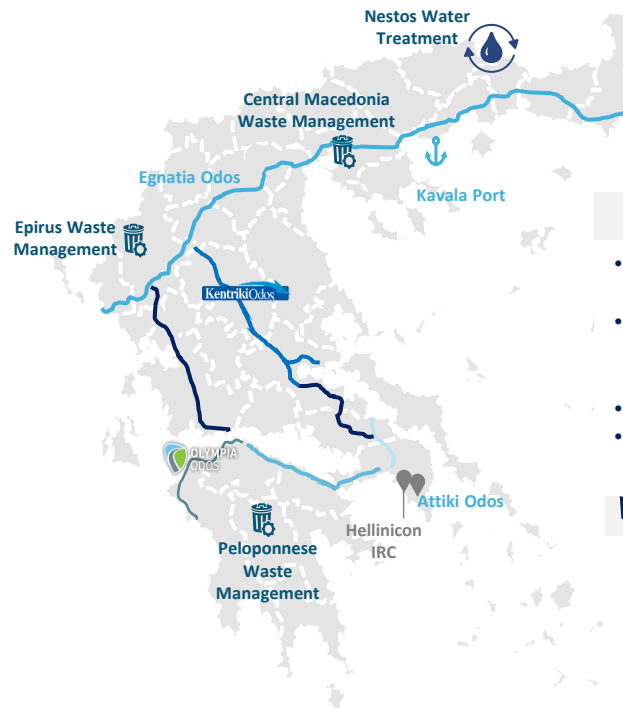 Nestos Water
Treatment
Central Macedonia
Waste Management
Egnatia Odos
Kavala Port
Epirus Waste
Management
KentrikiOdos
OLYMPIA
ODOS
Attiki Odos
Hellinicon
IRC
Peloponnese
Waste
Management